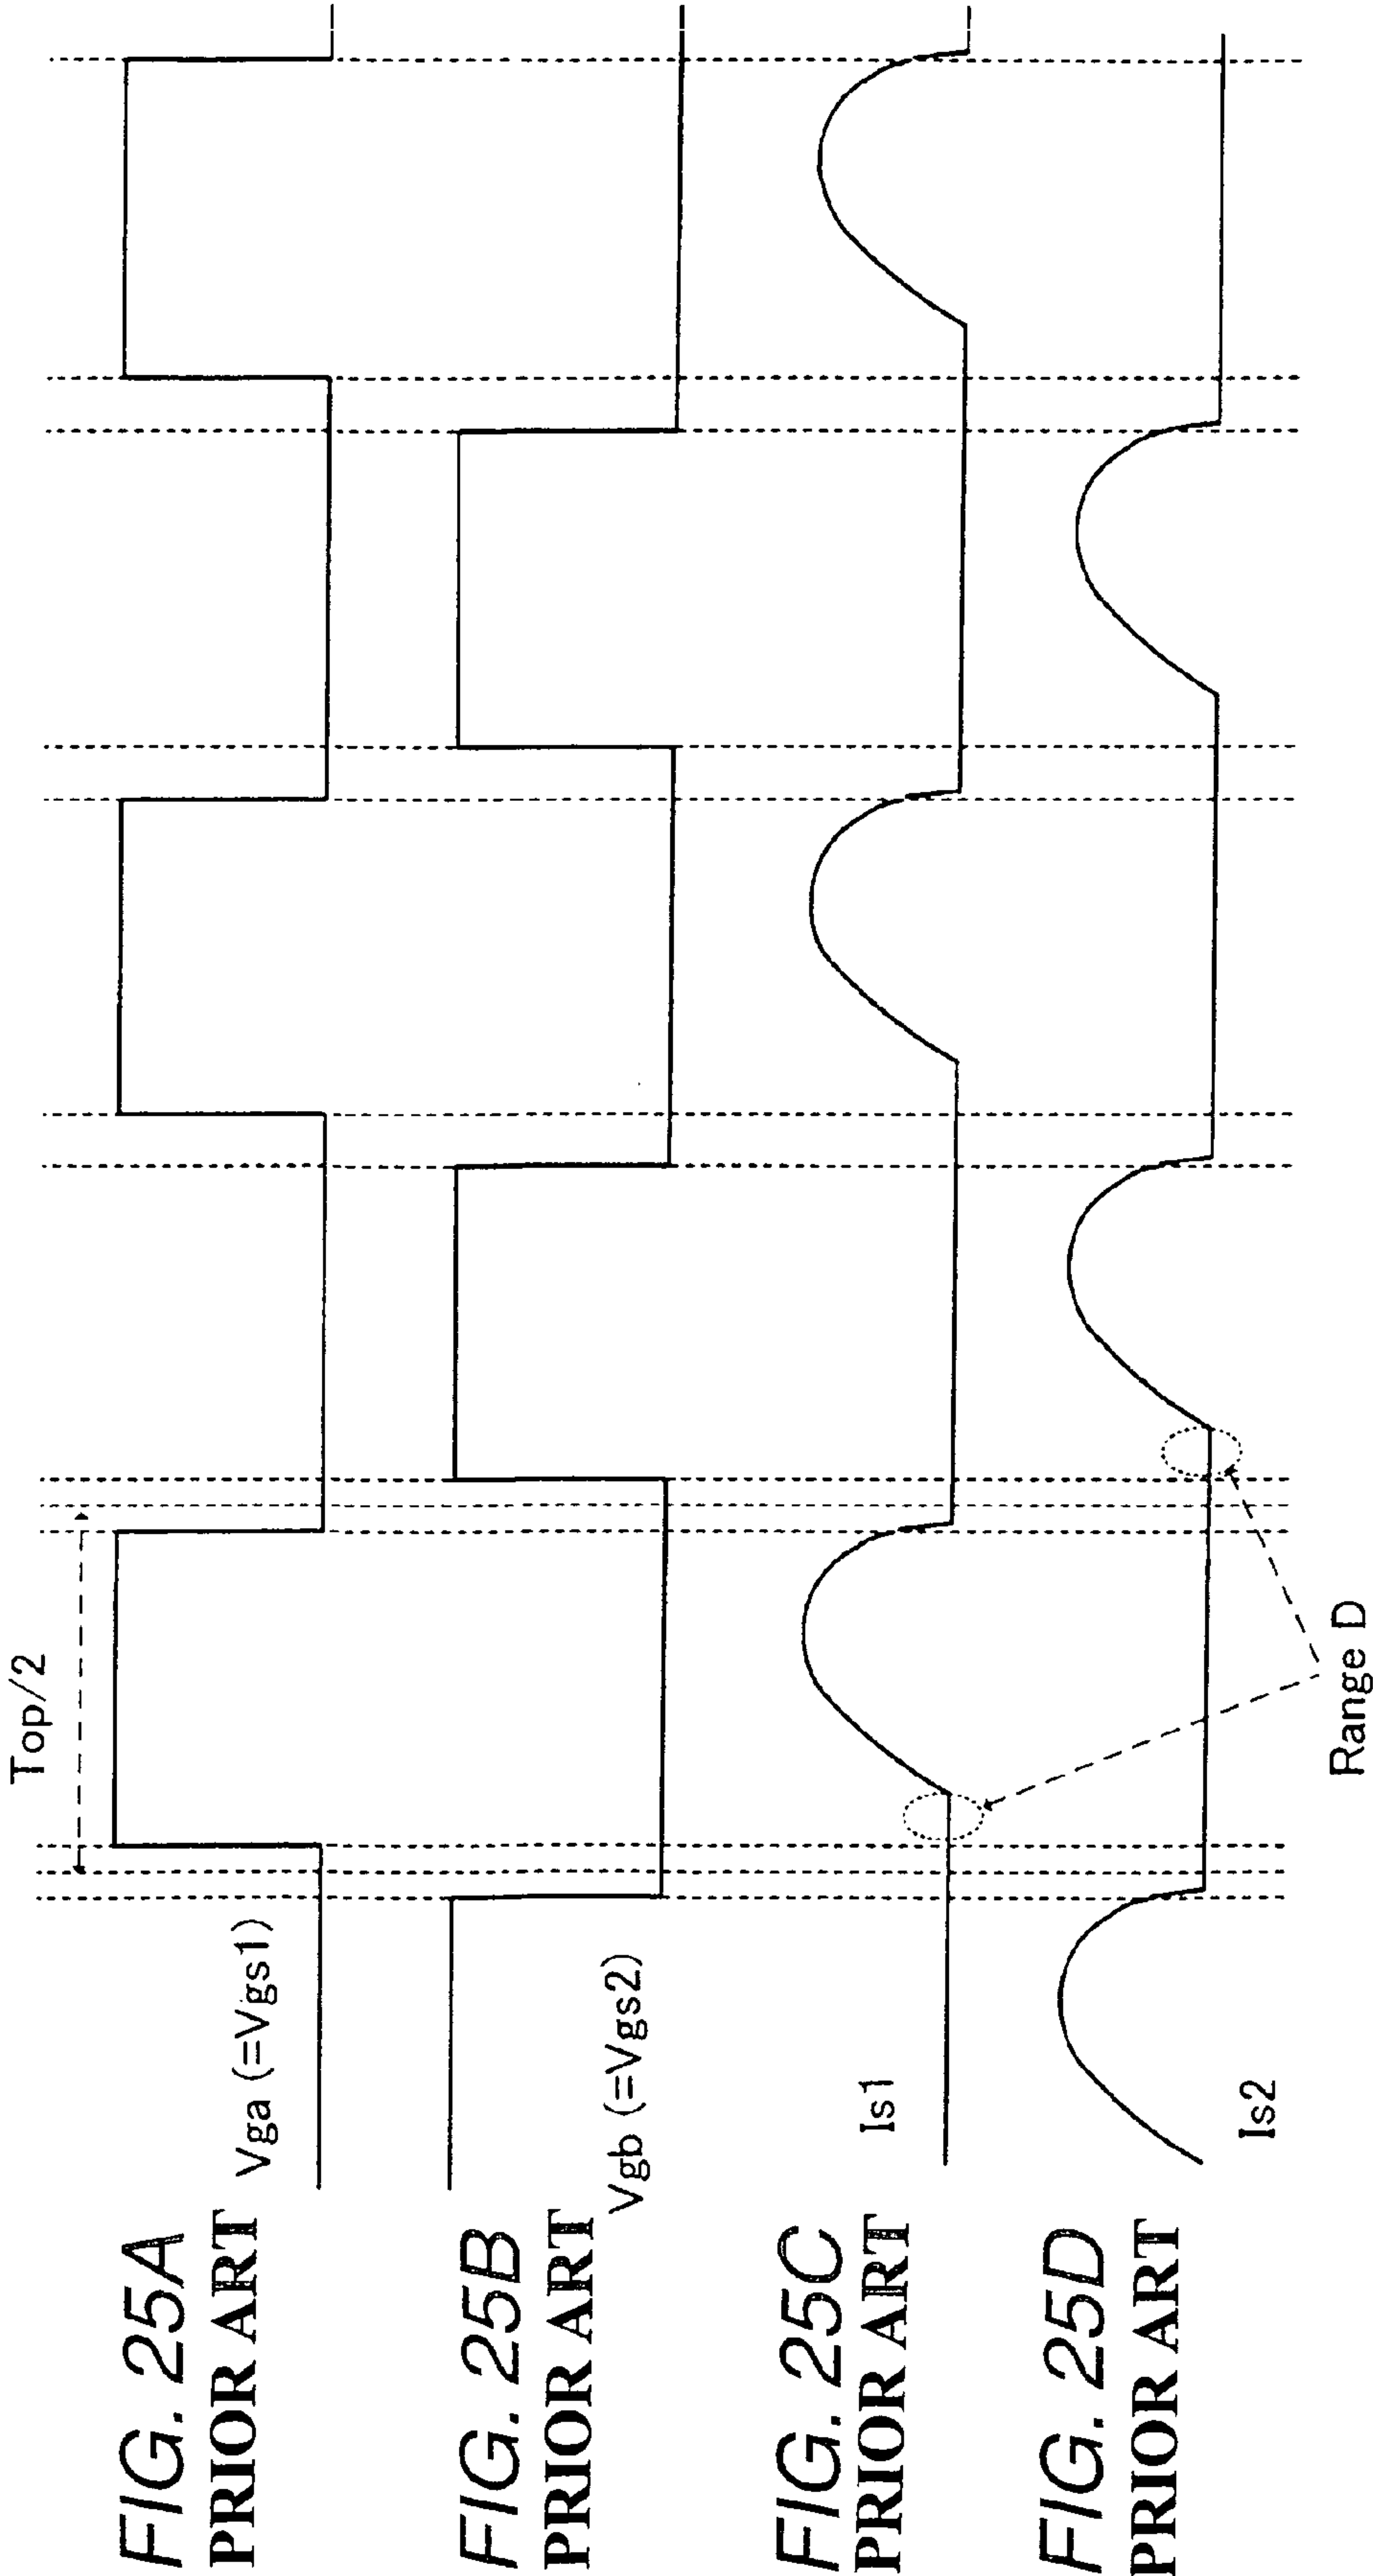 Top/2
FIG. 25A
PRIOR ART
Vga (=Vgs1)
FIG. 25B
PRIOR ART
Vgb (=Vgs2)
FIG. 25C
PRIOR ART
Is1
FIG. 25D
PRIOR ART
Is2
Range D